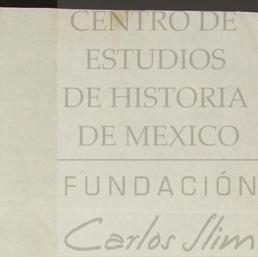 CENTRO DE
ESTUDIOS
DE HISTORIA
DE MEXICO
FUNDACIÓN
Carlos Slim